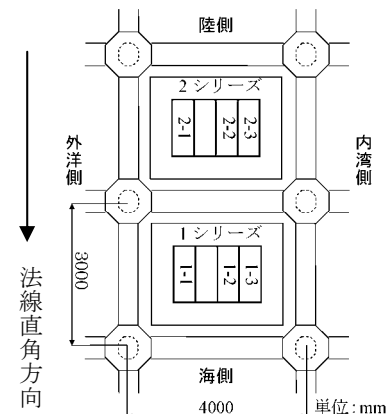 陸側
2 シリーズ
2-1
2-2
2-3
外洋側
内湾側
1 シリーズ
1-1
1-2
1-3
3000
法線直角方向
海側
4000
単位:mm